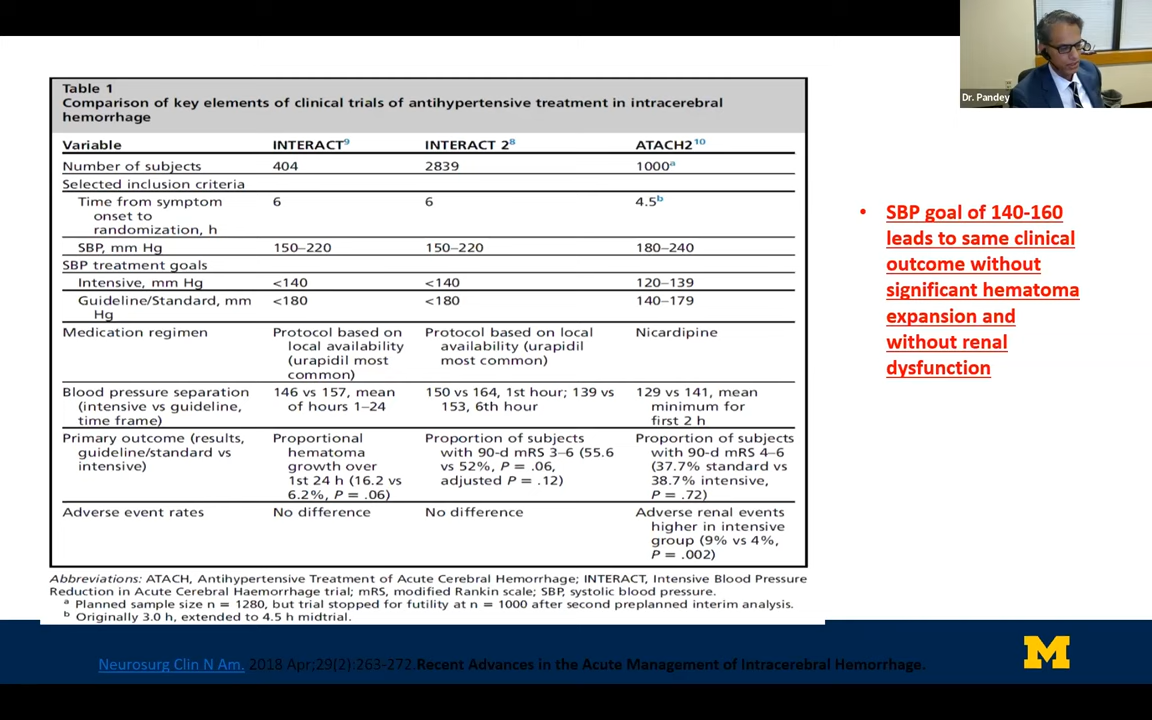 Dr. Pandey
Table 1
Comparison of key elements of clinical trials of antihypertensive treatment in intracerebral
hemorrhage
Variable INTERACT9 INTERACT 28 ATACH210
Number of subjects 404 2839 1000a
Selected inclusion criteria
Time from symptom 6 6 4.5b
onset to
randomization, h
SBP, mm Hg 150–220 150–220 180–240
SBP treatment goals
Intensive, mm Hg <140 <140 120–139
Guideline/Standard, mm <180 <180 140–179
Hg
Medication regimen Protocol based on Protocol based on local Nicardipine
local availability availability (urapidil
(urapidil most most common)
common)
Blood pressure separation 146 vs 157, mean 150 vs 164, 1st hour; 139 vs 129 vs 141, mean
(intensive vs guideline, of hours 1–24 153, 6th hour minimum for
time frame) first 2 h
Primary outcome (results, Proportional Proportion of subjects Proportion of subjects
guideline/standard vs hematoma with 90-d mRS 3–6 (55.6 with 90-d mRS 4–6
intensive) growth over vs 52%, P = .06, (37.7% standard vs
1st 24 h (16.2 vs adjusted P = .12) 38.7% intensive,
6.2%, P = .06) P = .72)
Adverse event rates No difference No difference Adverse renal events
higher in intensive
group (9% vs 4%,
P = .002)
Abbreviations: ATACH, Antihypertensive Treatment of Acute Cerebral Hemorrhage; INTERACT, Intensive Blood Pressure
Reduction in Acute Cerebral Haemorrhage trial; mRS, modified Rankin scale; SBP, systolic blood pressure.
a Planned sample size n = 1280, but trial stopped for futility at n = 1000 after second preplanned interim analysis.
b Originally 3.0 h, extended to 4.5 h midtrial.
• SBP goal of 140-160
leads to same clinical
outcome without
significant hematoma
expansion and
without renal
dysfunction
Neurosurg Clin N Am. 2018 Apr;29(2):263-272.Recent Advances in the Acute Management of Intracerebral Hemorrhage.
M